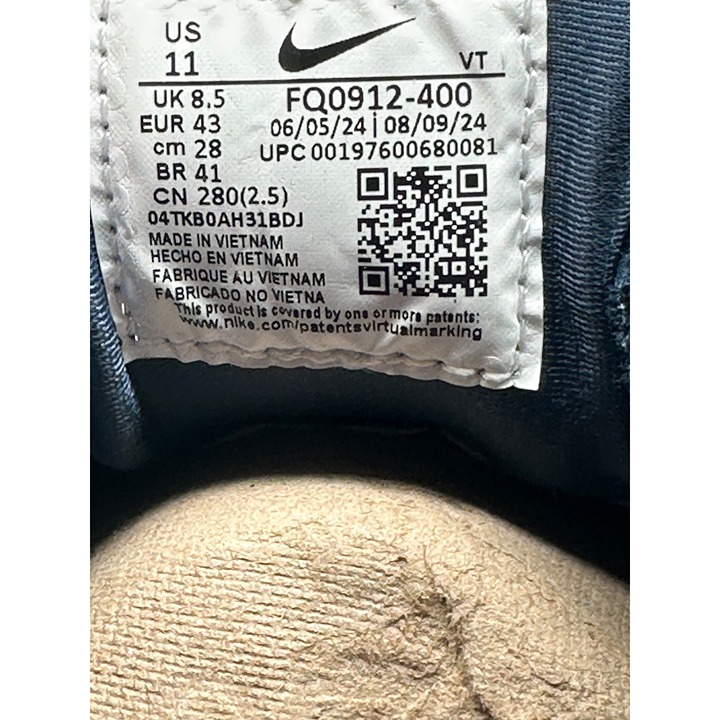 US
11
VT
UK 8.5
FQ0912-400
EUR 43
06/05/24 | 08/09/24
cm 28
UPC 00197600680081
BR 41
CN 280(2.5)
04TKB0AH31BDJ
MADE IN VIETNAM
HECHO EN VIETNAM
FABRIQUE AU VIETNAM
FABRICADO NO VIETNA
This product is covered by one or more patents:
www.nike.com/patentsvirtualmarking